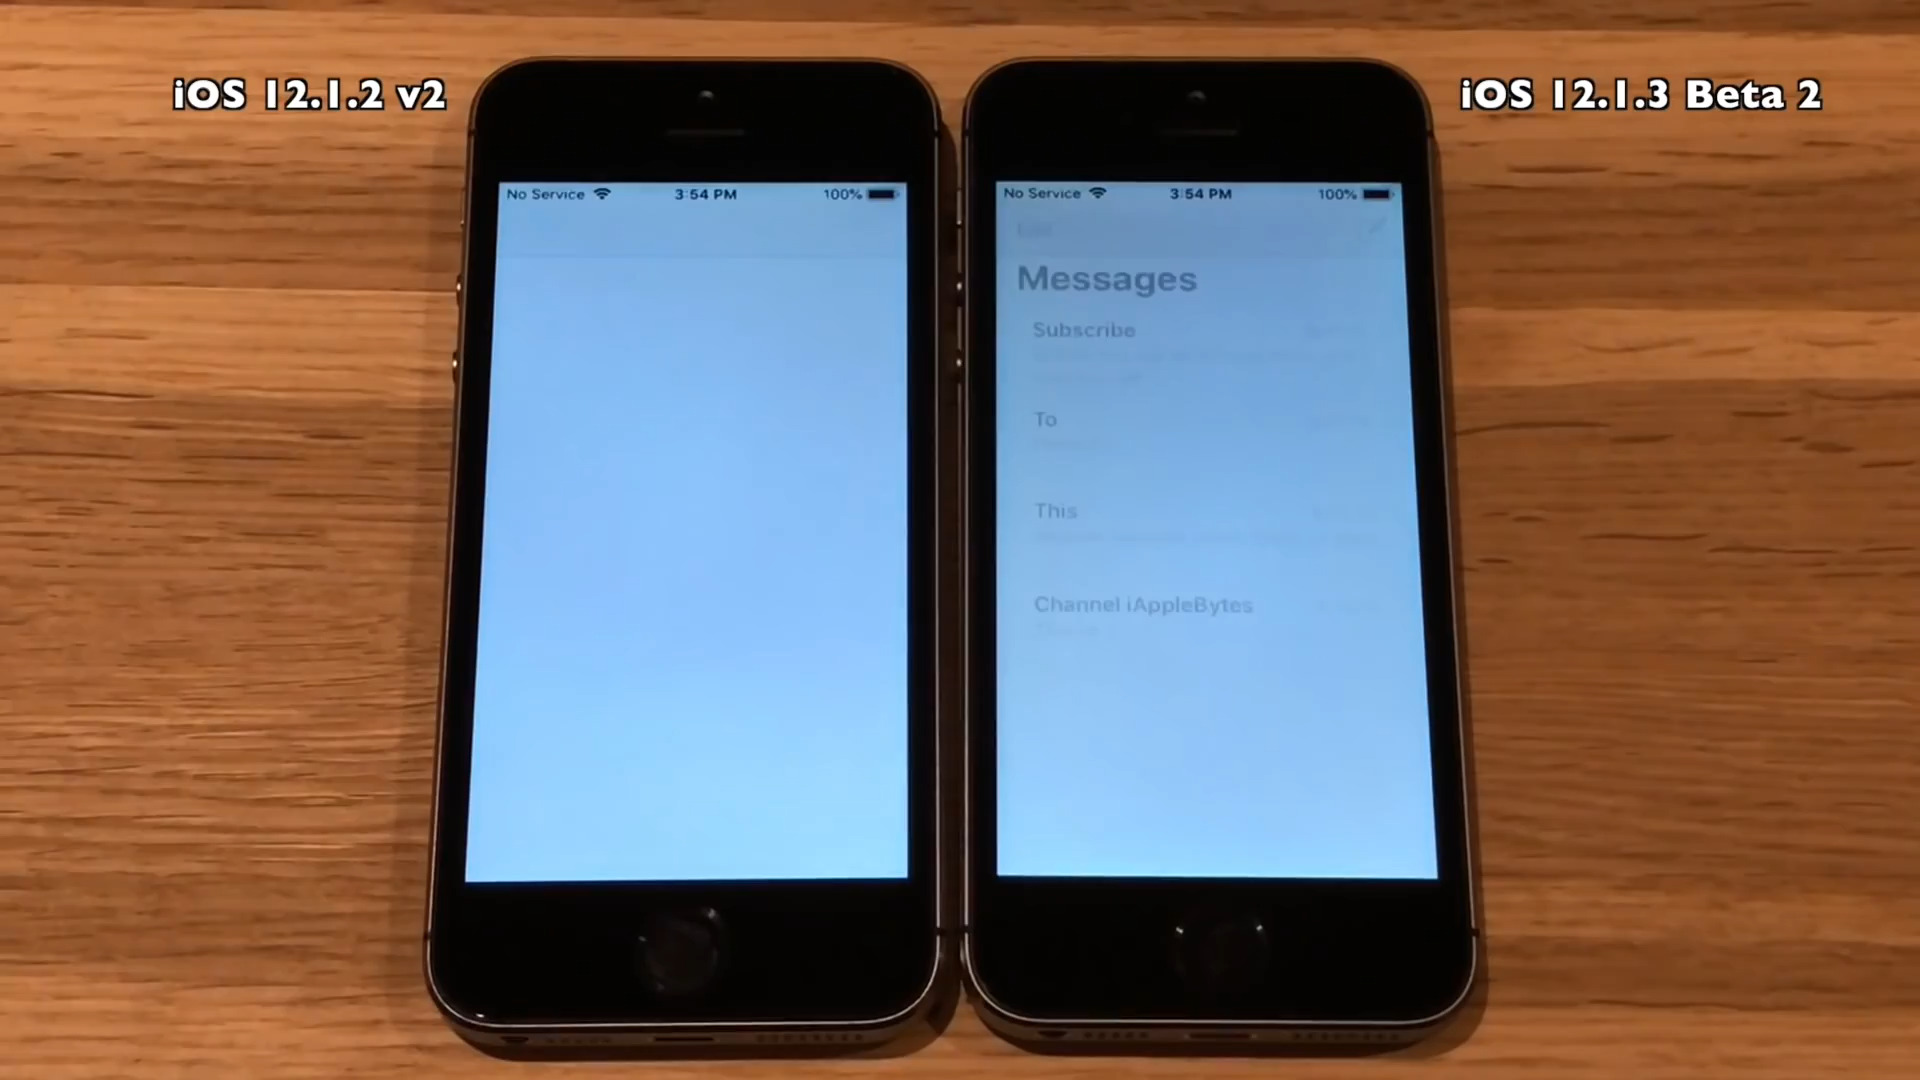 iOS 12.1.2 v2
iOS 12.1.3 Beta 2
No Service 3:54 PM 100%
No Service 3:54 PM 100%
Edit
Messages
Subscribe
To
This
Channel iAppleBytes